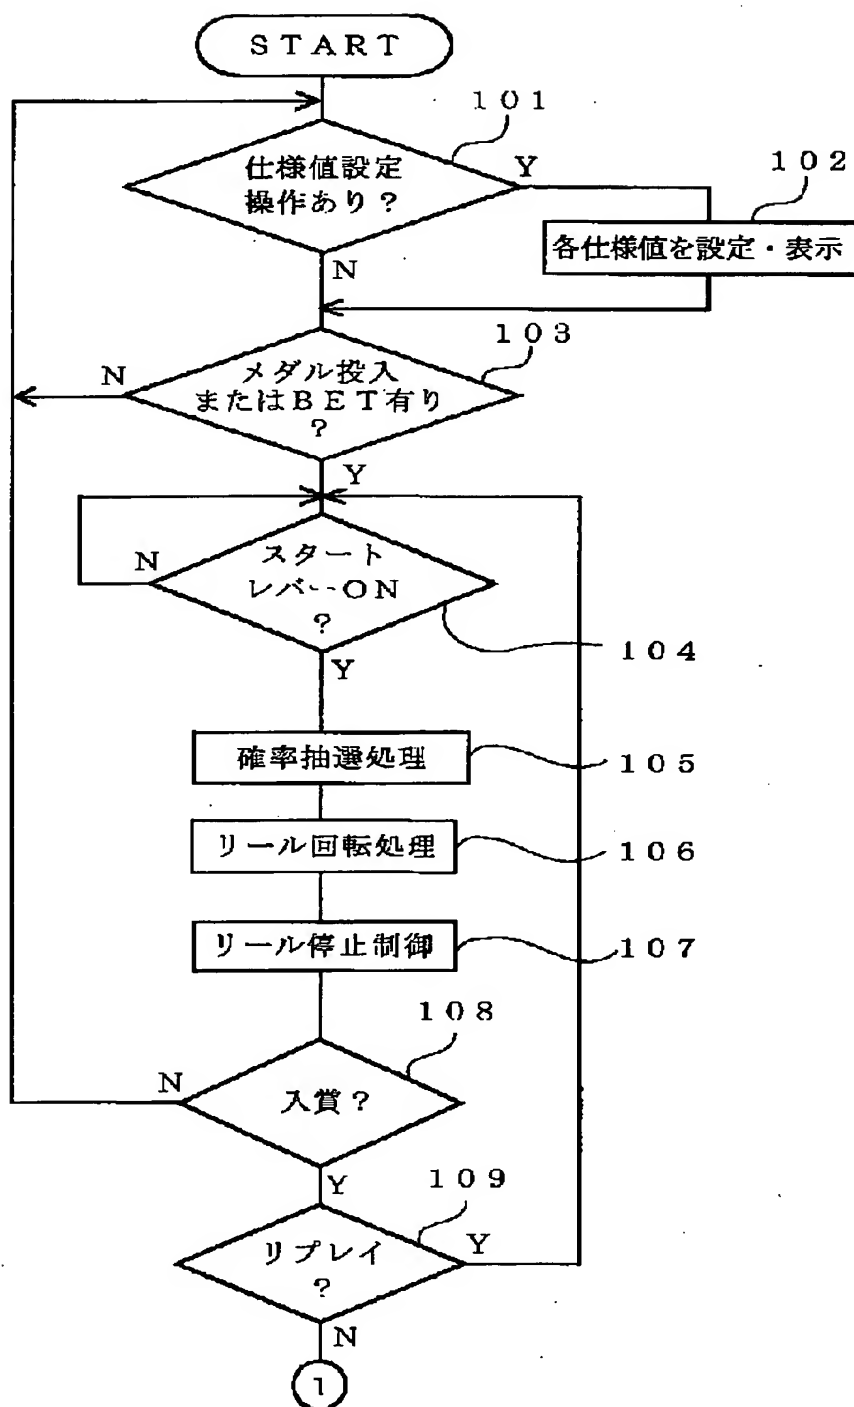 START
101
仕様値設定
操作あり?
Y
102
各仕様値を設定・表示
N
103
メダル投入
またはBET有り
?
N
Y
スタート
レバーON
?
N
104
Y
確率抽選処理
105
リール回転処理
106
リール停止制御
107
108
入賞?
N
Y
109
リプレイ
?
Y
N
1